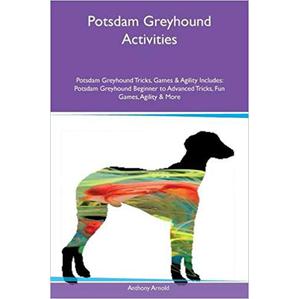 Potsdam Greyhound
Activities
Potsdam Greyhound Tricks, Games & Agility Includes:
Potsdam Greyhound Beginner to Advanced Tricks, Fun
Games, Agility & More
Anthony Arnold